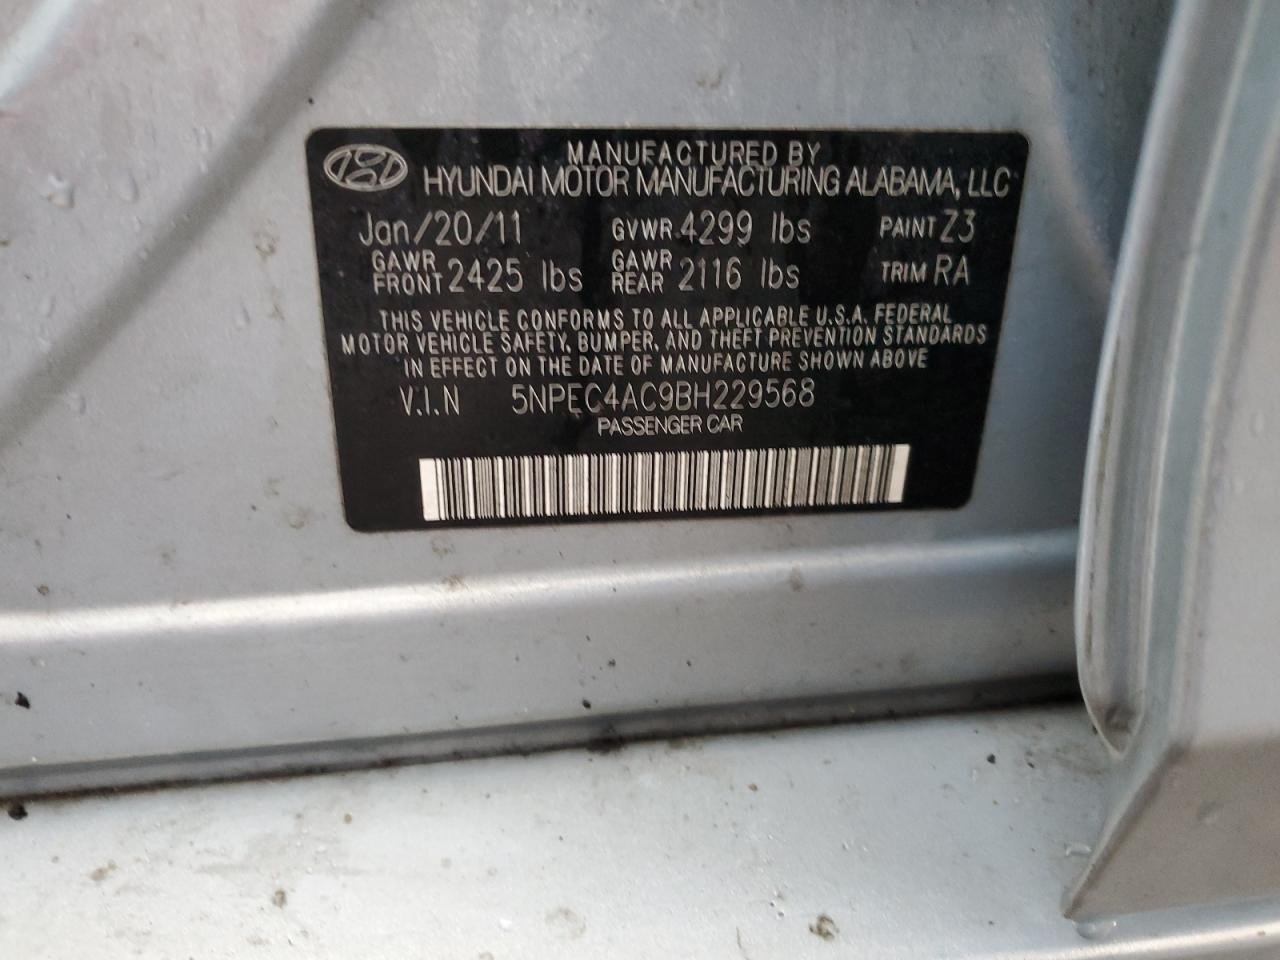 MANUFACTURED BY
HYUNDAI MOTOR MANUFACTURING ALABAMA, LLC
Jan/20/11 GVWR 4299 lbs PAINT Z3
GAWR FRONT 2425 lbs GAWR REAR 2116 lbs TRIM RA
THIS VEHICLE CONFORMS TO ALL APPLICABLE U.S.A. FEDERAL
MOTOR VEHICLE SAFETY, BUMPER, AND THEFT PREVENTION STANDARDS
IN EFFECT ON THE DATE OF MANUFACTURE SHOWN ABOVE
V.I.N 5NPEC4AC9BH229568
PASSENGER CAR